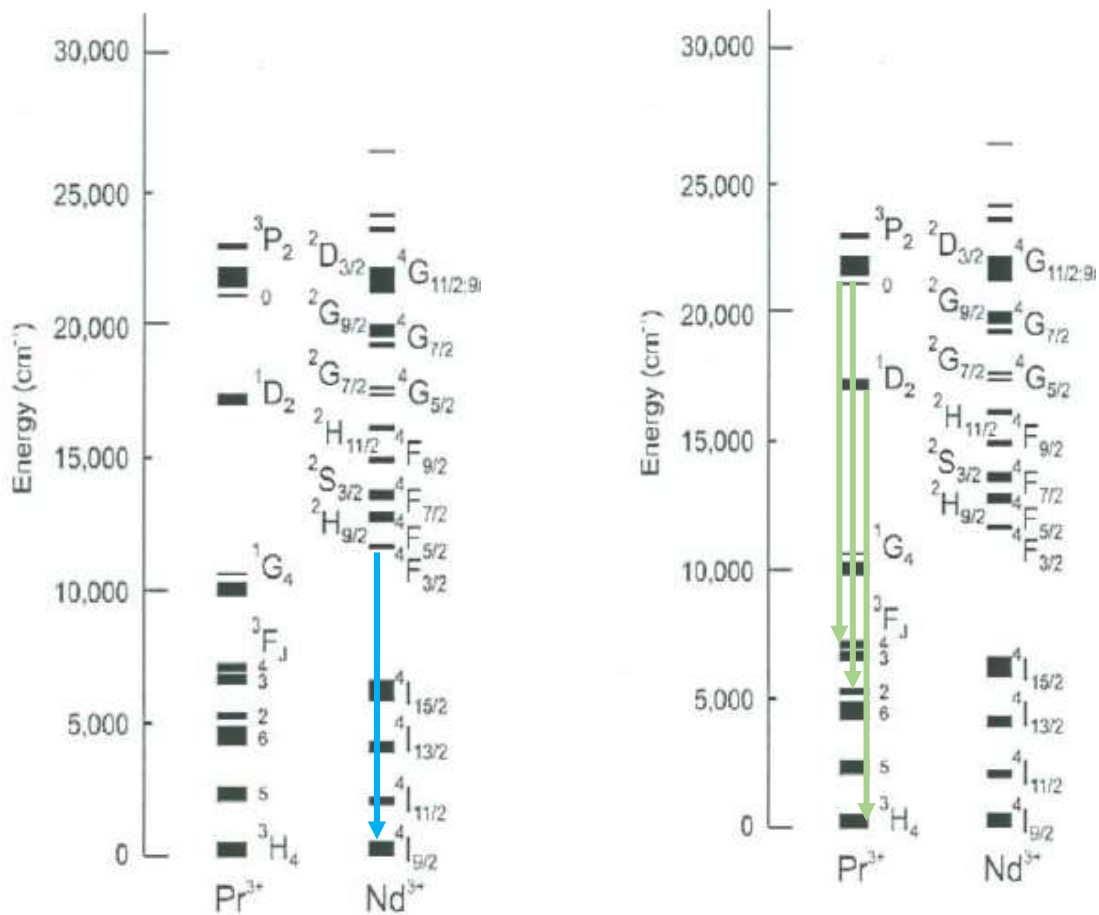 30,000
25,000
20,000
15,000
10,000
5,000
0
Energy (cm⁻¹)
³P₂
0
¹D₂
¹G₄
³F_J
4
3
2
6
5
³H₄
Pr³⁺
²D₃/₂
⁴G₁₁/₂;₉/
²G₉/₂
⁴G₇/₂
²G₇/₂
⁴G₅/₂
²H₁₁/₂
⁴F₉/₂
²S₃/₂
⁴F₇/₂
²H₉/₂
⁴F₅/₂
⁴F₃/₂
⁴I₁₅/₂
⁴I₁₃/₂
⁴I₁₁/₂
⁴I₉/₂
Nd³⁺
30,000
25,000
20,000
15,000
10,000
5,000
0
Energy (cm⁻¹)
³P₂
0
¹D₂
¹G₄
³F_J
4
3
2
6
5
³H₄
Pr³⁺
²D₃/₂
⁴G₁₁/₂;₉/
²G₉/₂
⁴G₇/₂
²G₇/₂
⁴G₅/₂
²H₁₁/₂
⁴F₉/₂
²S₃/₂
⁴F₇/₂
²H₉/₂
⁴F₅/₂
⁴F₃/₂
⁴I₁₅/₂
⁴I₁₃/₂
⁴I₁₁/₂
⁴I₉/₂
Nd³⁺